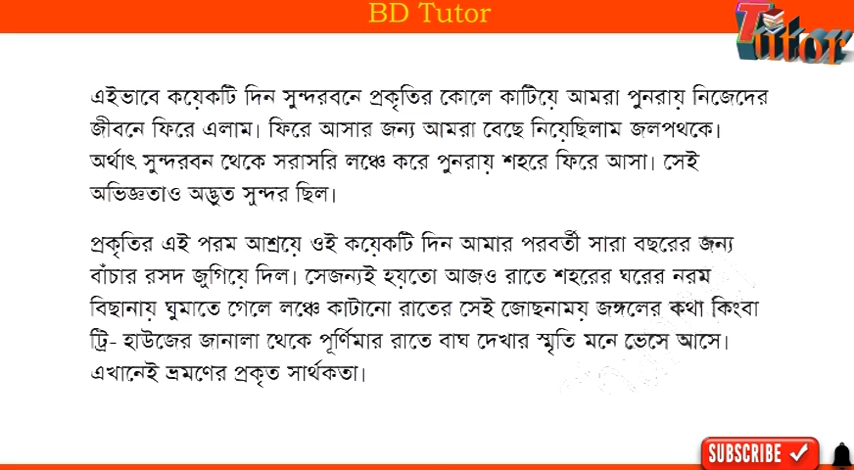 BD Tutor
Tutor
এইভাবে কয়েকটি দিন সুন্দরবনে প্রকৃতির কোলে কাটিয়ে আমরা পুনরায় নিজেদের
জীবনে ফিরে এলাম। ফিরে আসার জন্য আমরা বেছে নিয়েছিলাম জলপথকে।
অর্থাৎ সুন্দরবন থেকে সরাসরি লঞ্চে করে পুনরায় শহরে ফিরে আসা। সেই
অভিজ্ঞতাও অদ্ভুত সুন্দর ছিল।
প্রকৃতির এই পরম আশ্রয়ে ওই কয়েকটি দিন আমার পরবর্তী সারা বছরের জন্য
বাঁচার রসদ জুগিয়ে দিল। সেজন্যই হয়তো আজও রাতে শহরের ঘরের নরম
বিছানায় ঘুমাতে গেলে লঞ্চে কাটানো রাতের সেই জোছনাময় জঙ্গলের কথা কিংবা
ট্রি- হাউজের জানালা থেকে পূর্ণিমার রাতে বাঘ দেখার স্মৃতি মনে ভেসে আসে।
এখানেই ভ্রমণের প্রকৃত সার্থকতা।
SUBSCRIBE